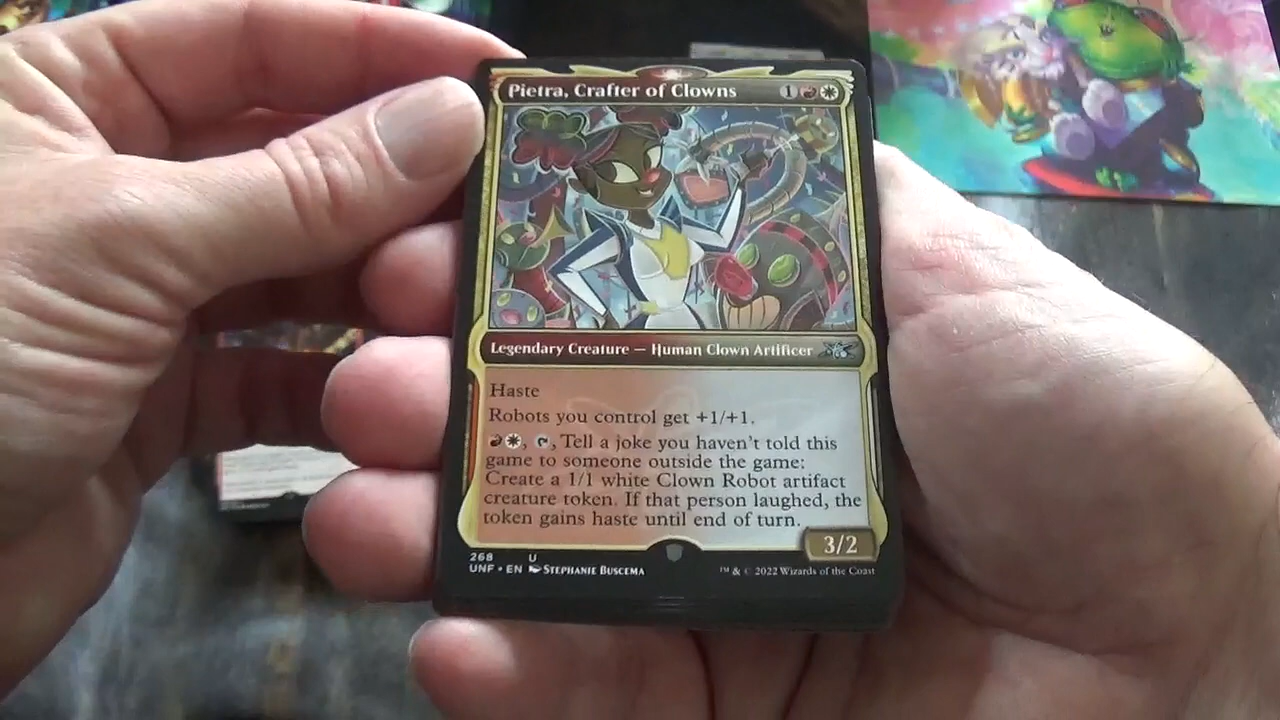 Pietra, Crafter of Clowns 1
Legendary Creature — Human Clown Artificer
Haste
Robots you control get +1/+1.
, , Tell a joke you haven't told this
game to someone outside the game:
Create a 1/1 white Clown Robot artifact
creature token. If that person laughed, the
token gains haste until end of turn.
3/2
268 U
UNF • EN STEPHANIE BUSCEMA
™ & © 2022 Wizards of the Coast